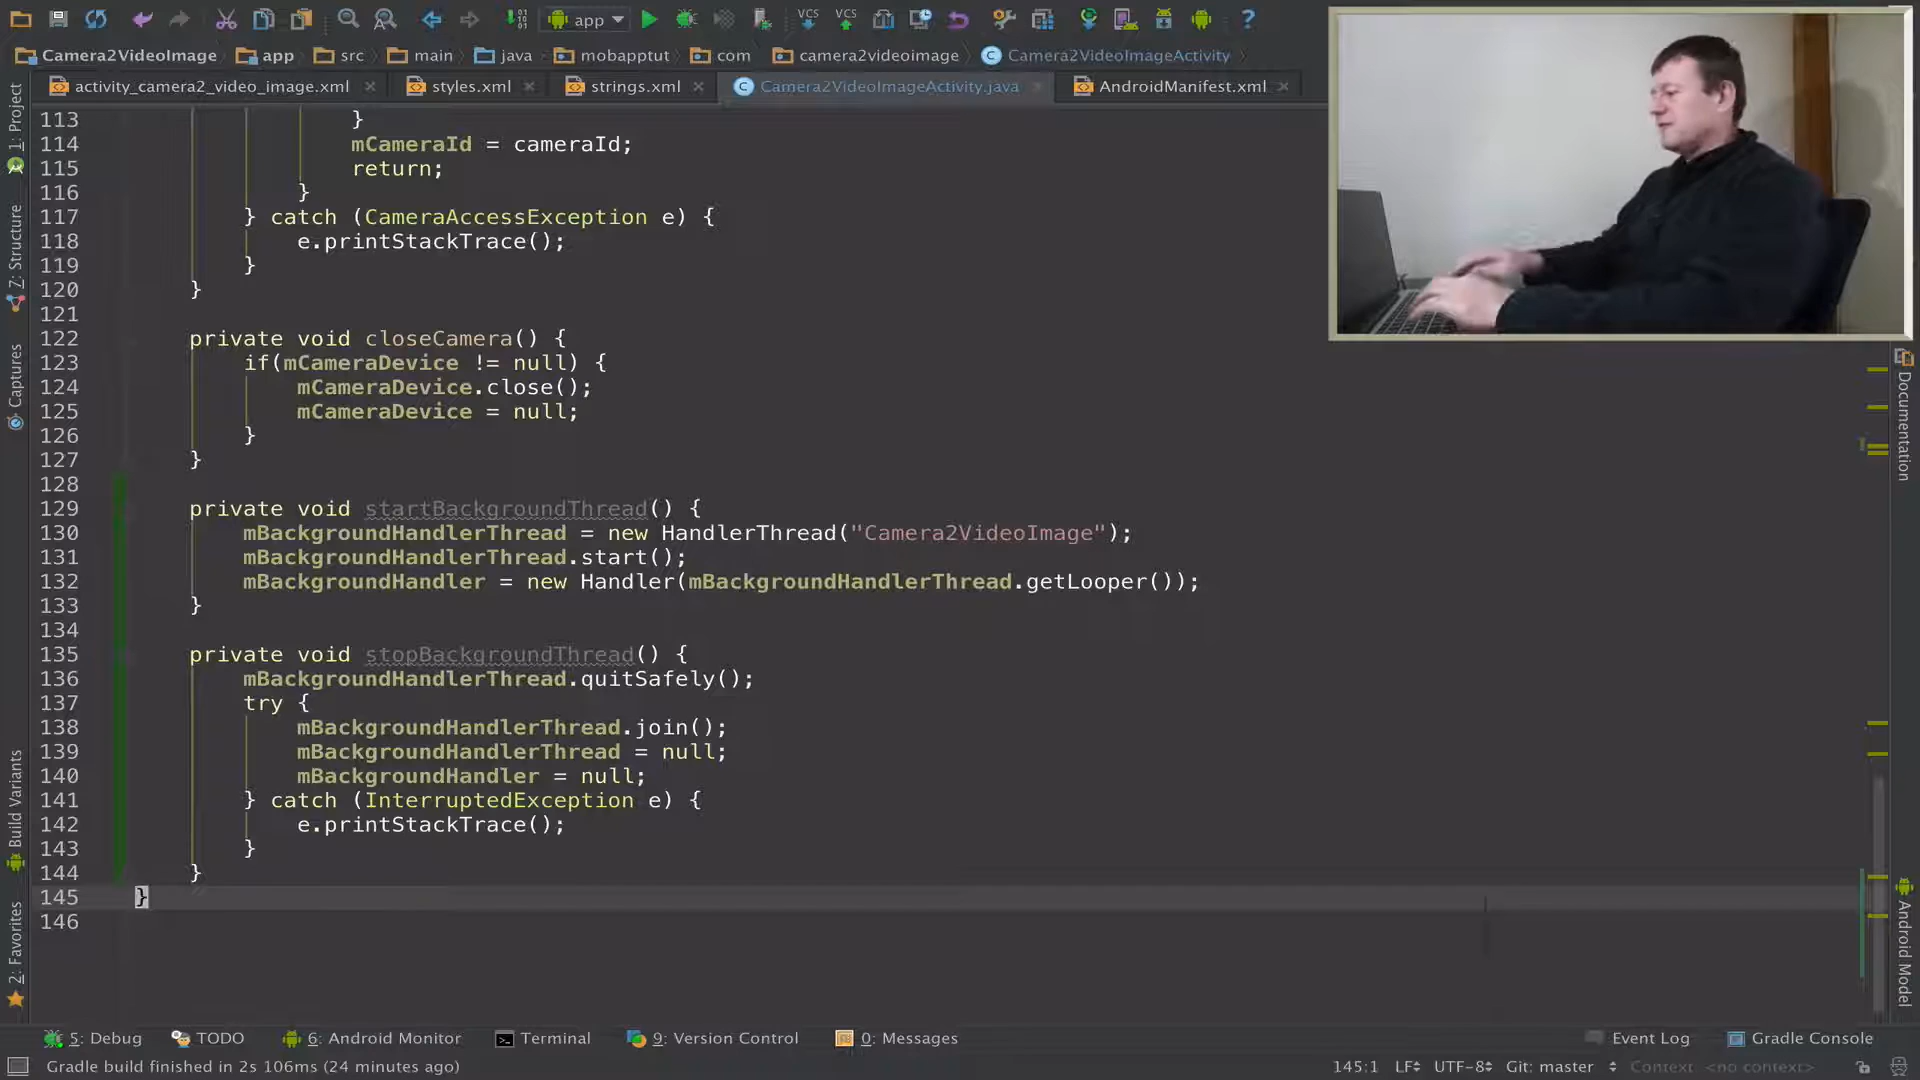 app
Camera2VideoImage app src main java mobapptut com camera2videoimage Camera2VideoImageActivity
activity_camera2_video_image.xml styles.xml strings.xml Camera2VideoImageActivity.java AndroidManifest.xml
113 }
114 mCameraId = cameraId;
115 return;
116 }
117 } catch (CameraAccessException e) {
118 e.printStackTrace();
119 }
120 }
121
122 private void closeCamera() {
123 if(mCameraDevice != null) {
124 mCameraDevice.close();
125 mCameraDevice = null;
126 }
127 }
128
129 private void startBackgroundThread() {
130 mBackgroundHandlerThread = new HandlerThread("Camera2VideoImage");
131 mBackgroundHandlerThread.start();
132 mBackgroundHandler = new Handler(mBackgroundHandlerThread.getLooper());
133 }
134
135 private void stopBackgroundThread() {
136 mBackgroundHandlerThread.quitSafely();
137 try {
138 mBackgroundHandlerThread.join();
139 mBackgroundHandlerThread = null;
140 mBackgroundHandler = null;
141 } catch (InterruptedException e) {
142 e.printStackTrace();
143 }
144 }
145 }
146
1: Project
7: Structure
Captures
Build Variants
2: Favorites
Documentation
Android Model
5: Debug TODO 6: Android Monitor Terminal 9: Version Control 0: Messages Event Log Gradle Console
Gradle build finished in 2s 106ms (24 minutes ago) 145:1 LF UTF-8 Git: master Context: <no context>